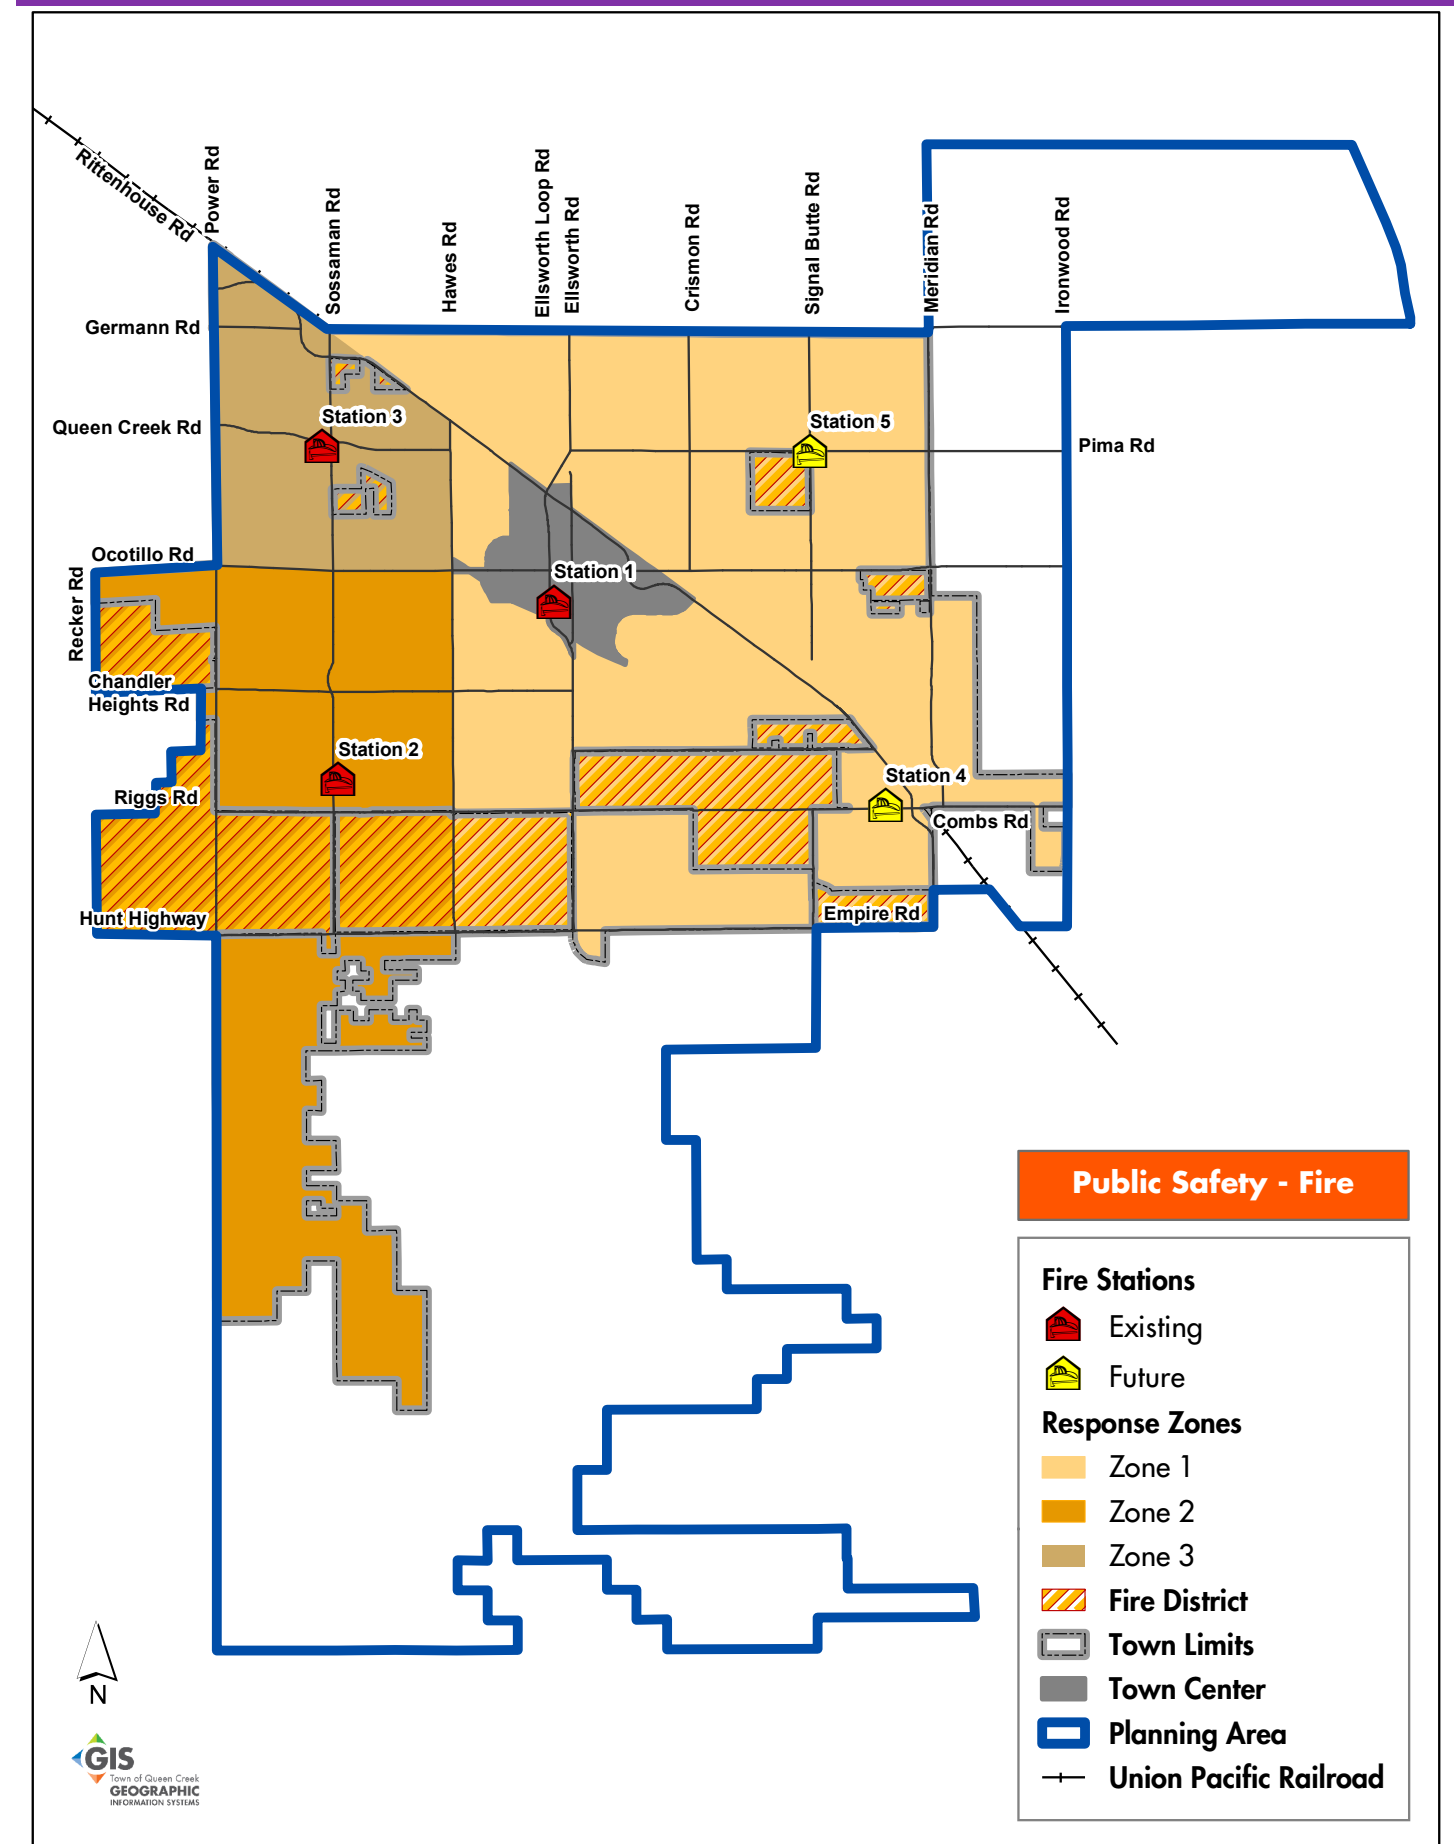 Rittenhouse Rd
Power Rd
Sossaman Rd
Hawes Rd
Ellsworth Loop Rd
Ellsworth Rd
Crismon Rd
Signal Butte Rd
Meridian Rd
Ironwood Rd
Germann Rd
Queen Creek Rd
Station 3
Station 5
Pima Rd
Ocotillo Rd
Station 1
Recker Rd
Chandler
Heights Rd
Station 2
Station 4
Riggs Rd
Combs Rd
Hunt Highway
Empire Rd
Public Safety - Fire
Fire Stations
Existing
Future
Response Zones
Zone 1
Zone 2
Zone 3
Fire District
Town Limits
Town Center
Planning Area
Union Pacific Railroad
N
GIS
Town of Queen Creek
GEOGRAPHIC
INFORMATION SYSTEMS